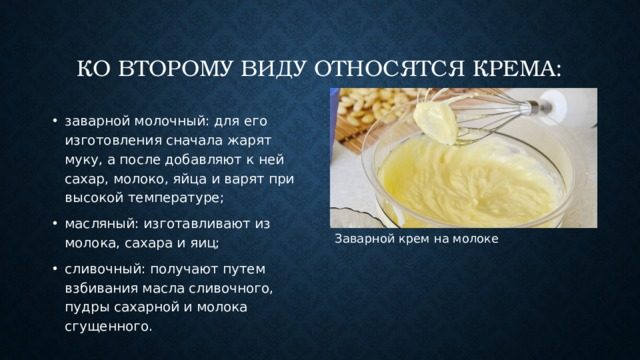 КО ВТОРОМУ ВИДУ ОТНОСЯТСЯ КРЕМА:
• заварной молочный: для его
изготовления сначала жарят
муку, а после добавляют к ней
сахар, молоко, яйца и варят при
высокой температуре;
• масляный: изготавливают из
молока, сахара и яиц;
• сливочный: получают путем
взбивания масла сливочного,
пудры сахарной и молока
сгущенного.
Заварной крем на молоке